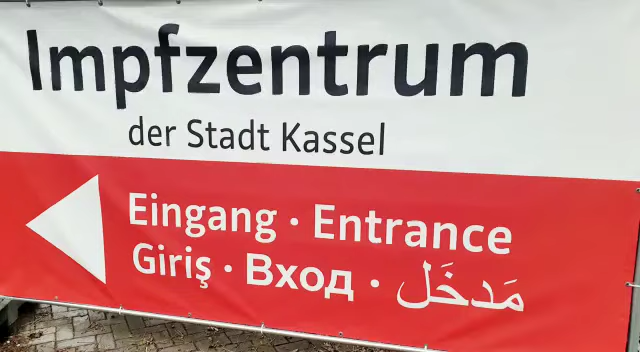 Impfzentrum
der Stadt Kassel
Eingang · Entrance
Giriş · Вход · مَدخَل